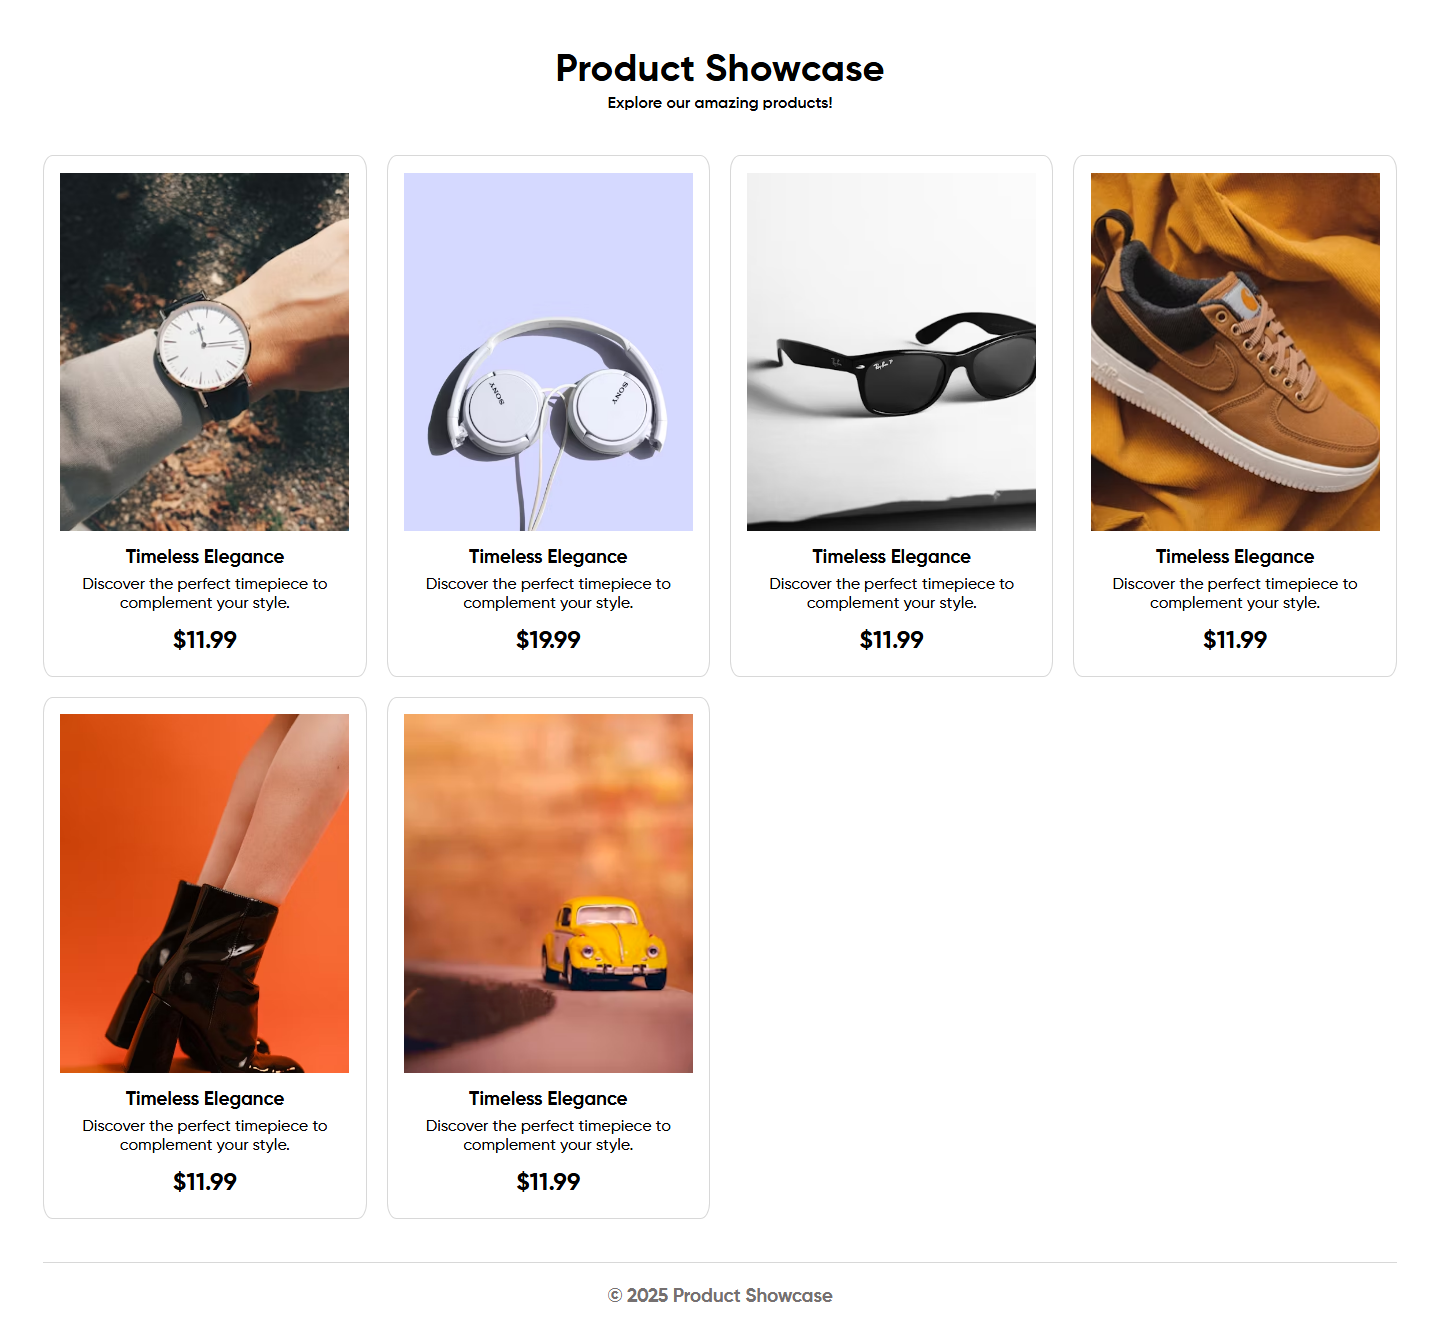 Product Showcase
Explore our amazing products!
SONY
SONY
Ray-Ban
Timeless Elegance
Discover the perfect timepiece to
complement your style.
$11.99
Timeless Elegance
Discover the perfect timepiece to
complement your style.
$19.99
Timeless Elegance
Discover the perfect timepiece to
complement your style.
$11.99
Timeless Elegance
Discover the perfect timepiece to
complement your style.
$11.99
Timeless Elegance
Discover the perfect timepiece to
complement your style.
$11.99
Timeless Elegance
Discover the perfect timepiece to
complement your style.
$11.99
© 2025 Product Showcase